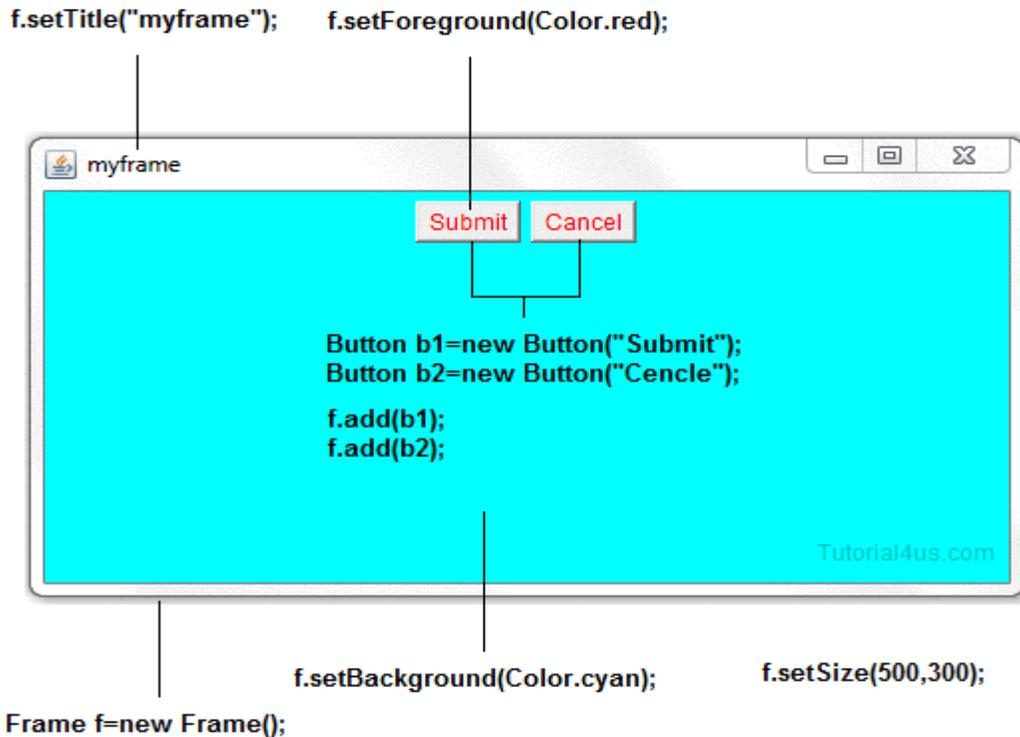 f.setTitle("myframe");
f.setForeground(Color.red);
myframe
Submit
Cancel
Button b1=new Button("Submit");
Button b2=new Button("Cencle");
f.add(b1);
f.add(b2);
Tutorial4us.com
f.setBackground(Color.cyan);
f.setSize(500,300);
Frame f=new Frame();